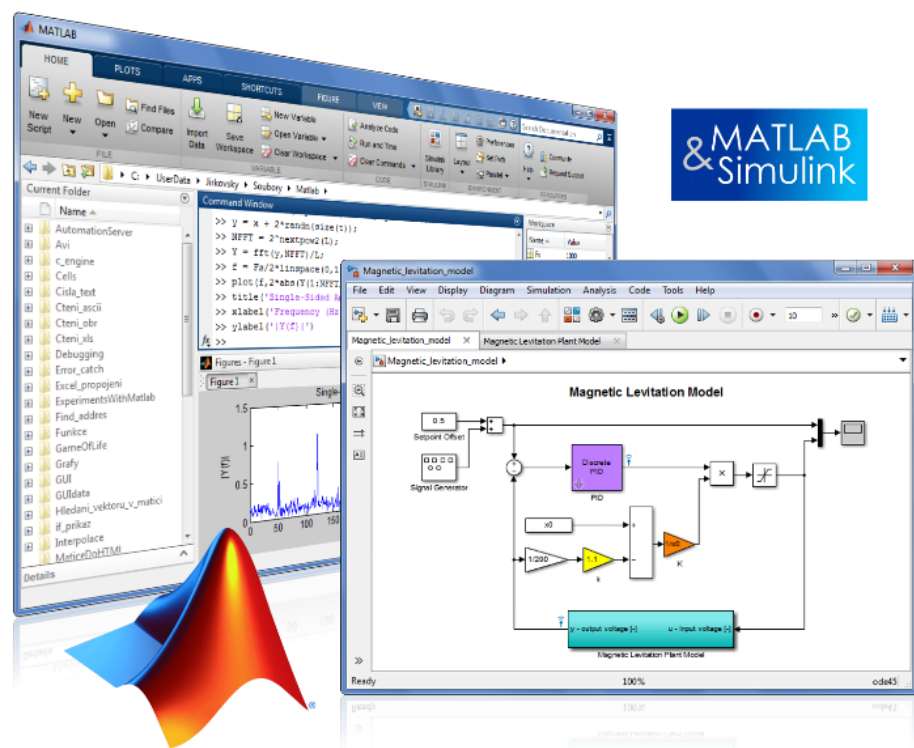 MATLAB
HOME PLOTS APPS SHORTCUTS FIGURE VIEW
Search Documentation
New Script
New
Open
Find Files
Compare
Import Data
Save Workspace
New Variable
Open Variable
Clear Workspace
Analyze Code
Run and Time
Clear Commands
Simulink Library
Layout
Preferences
Set Path
Parallel
Help
Community
Request Support
FILE VARIABLE CODE SIMULINK ENVIRONMENT RESOURCES
C: UserData Jirkovsky Soubory Matlab
Current Folder
Name
AutomationServer
Avi
c_engine
Cells
Cisla_text
Cteni_ascii
Cteni_obr
Cteni_xls
Debugging
Error_catch
Excel_propojeni
ExperimentsWithMatlab
Find_addres
Funkce
GameOfLife
Grafy
GUI
GUIdata
Hledani_vektoru_v_matici
if_prikaz
Interpolace
MaticeDoHTML
Details
Command Window
>> y = x + 2*randn(size(t));
>> NFFT = 2^nextpow2(L);
>> Y = fft(y,NFFT)/L;
>> f = Fs/2*linspace(0,1
>> plot(f,2*abs(Y(1:NFFT
>> title('Single-Sided A
>> xlabel('Frequency (Hz
>> ylabel('|Y(f)|')
fx >>
Workspace
Name Value
Fs 1000
Figures - Figure 1
Figure 1
Single-
|Y(f)|
1.5
1
0.5
0
0 50 100 150
&MATLAB
Simulink
Magnetic_levitation_model
File Edit View Display Diagram Simulation Analysis Code Tools Help
10
Magnetic_levitation_model
Magnetic Levitation Plant Model
Magnetic_levitation_model
Magnetic Levitation Model
0.5
Setpoint Offset
Signal Generator
Discrete
PID
PID
x0
1/200
1.1
k
1/x0
K
y - output voltage [-] u - Input voltage [-]
Magnetic Levitation Plant Model
Ready 100% ode45
®